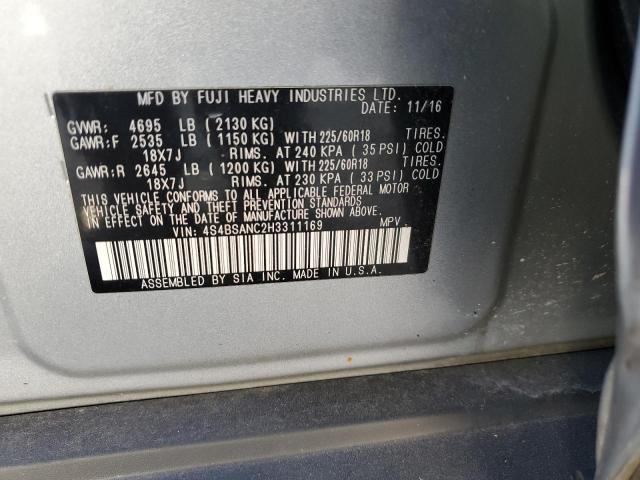 MFD BY FUJI HEAVY INDUSTRIES LTD.
DATE: 11/16
GVWR: 4695 LB (2130 KG)
GAWR:F 2535 LB (1150 KG) WITH 225/60R18 TIRES.
18X7J RIMS. AT 240 KPA (35 PSI) COLD
GAWR:R 2645 LB (1200 KG) WITH 225/60R18 TIRES.
18X7J RIMS. AT 230 KPA (33 PSI) COLD
THIS VEHICLE CONFORMS TO ALL APPLICABLE FEDERAL MOTOR
VEHICLE SAFETY AND THEFT PREVENTION STANDARDS
IN EFFECT ON THE DATE OF MANUFACTURE SHOWN ABOVE.
VIN: 4S4BSANC2H3311169 MPV
ASSEMBLED BY SIA INC. MADE IN U.S.A.